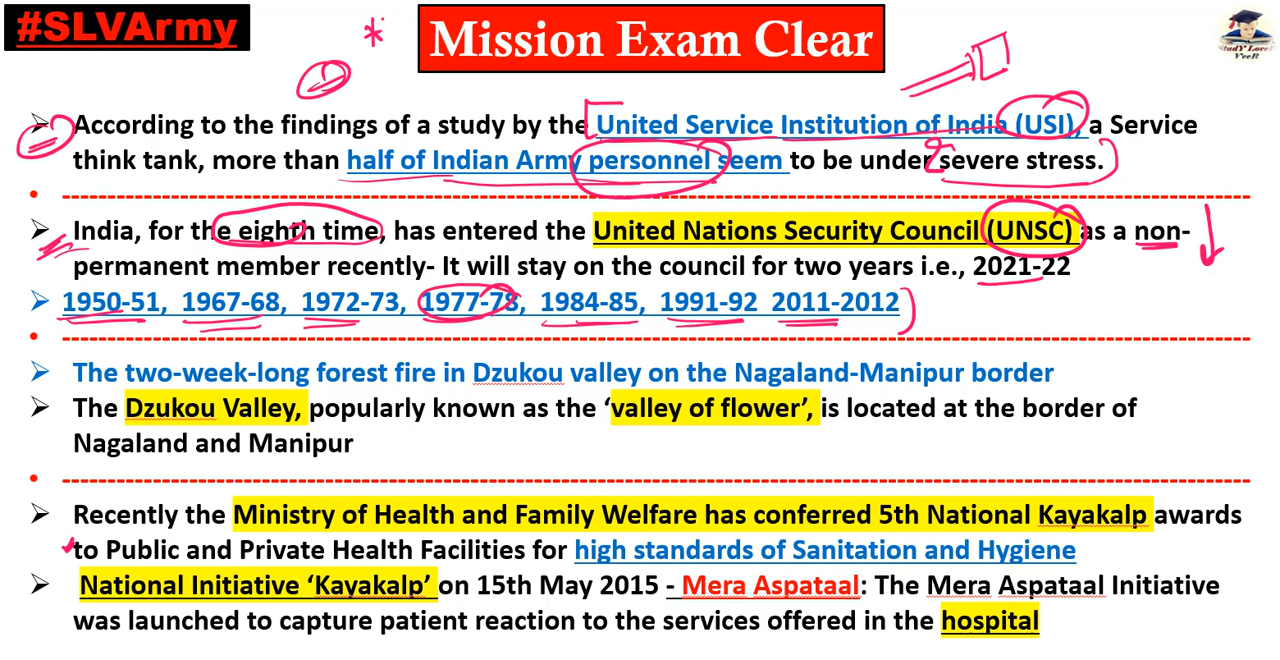 #SLVArmy
Mission Exam Clear
StudY LoveR
VeeR
➢ According to the findings of a study by the United Service Institution of India (USI), a Service
think tank, more than half of Indian Army personnel seem to be under severe stress.
• ------------------------------------------------------------
➢ India, for the eighth time, has entered the United Nations Security Council (UNSC) as a non-
permanent member recently- It will stay on the council for two years i.e., 2021-22
➢ 1950-51, 1967-68, 1972-73, 1977-78, 1984-85, 1991-92 2011-2012
• ------------------------------------------------------------
➢ The two-week-long forest fire in Dzukou valley on the Nagaland-Manipur border
➢ The Dzukou Valley, popularly known as the ‘valley of flower’, is located at the border of
Nagaland and Manipur
• ------------------------------------------------------------
➢ Recently the Ministry of Health and Family Welfare has conferred 5th National Kayakalp awards
to Public and Private Health Facilities for high standards of Sanitation and Hygiene
➢ National Initiative ‘Kayakalp’ on 15th May 2015 - Mera Aspataal: The Mera Aspataal Initiative
was launched to capture patient reaction to the services offered in the hospital